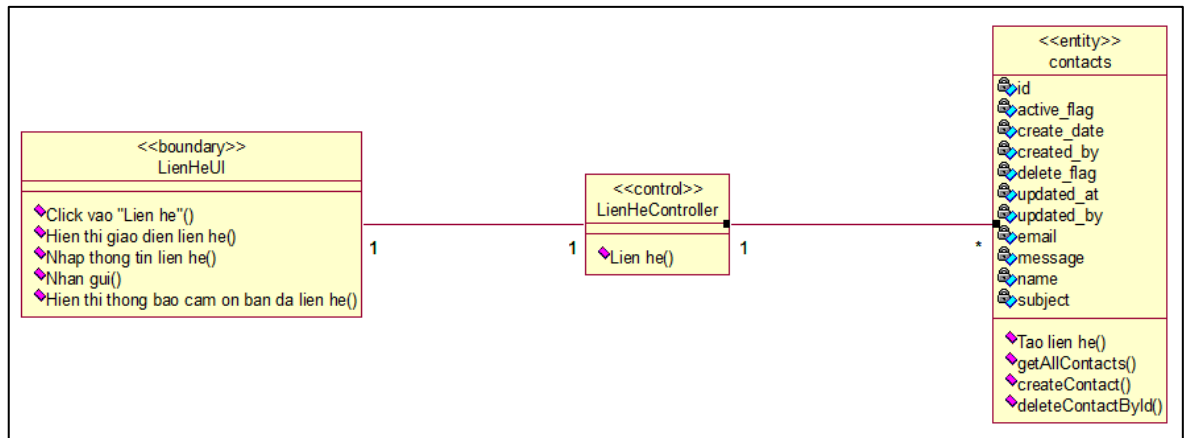 <<boundary>>
LienHeUI
Click vao "Lien he"()
Hien thi giao dien lien he()
Nhap thong tin lien he()
Nhan gui()
Hien thi thong bao cam on ban da lien he()
1
1
<<control>>
LienHeController
Lien he()
1
*
<<entity>>
contacts
id
active_flag
create_date
created_by
delete_flag
updated_at
updated_by
email
message
name
subject
Tao lien he()
getAllContacts()
createContact()
deleteContactById()